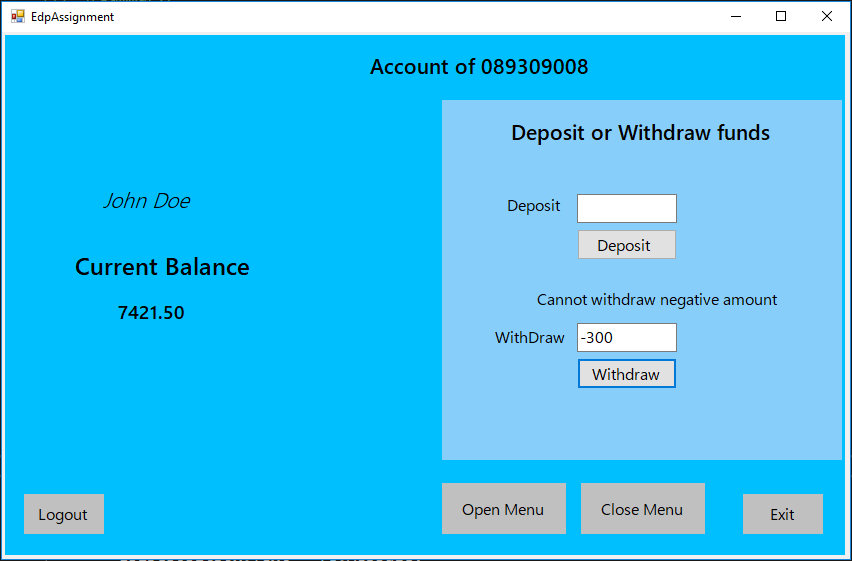 EdpAssignment
Account of 089309008
Deposit or Withdraw funds
John Doe
Deposit
Deposit
Current Balance
Cannot withdraw negative amount
7421.50
WithDraw -300
Withdraw
Logout
Open Menu
Close Menu
Exit